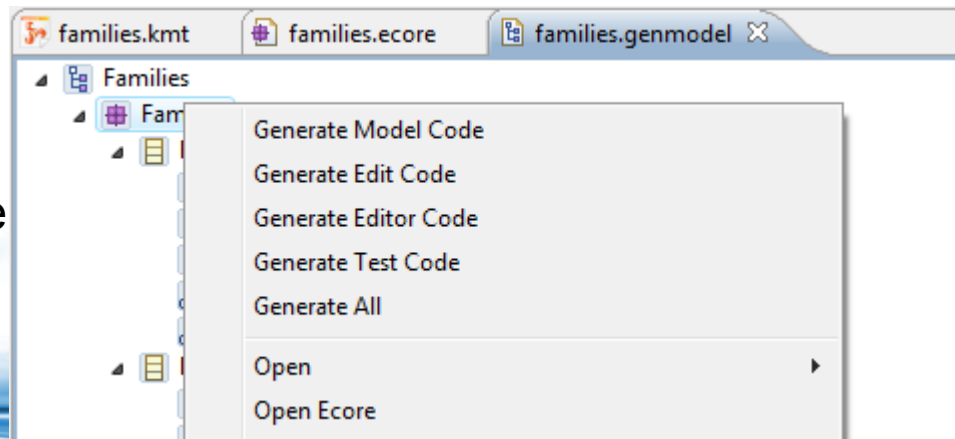 families.kmt families.ecore families.genmodel
Families
Fam
Generate Model Code
Generate Edit Code
Generate Editor Code
Generate Test Code
Generate All
Open
Open Ecore